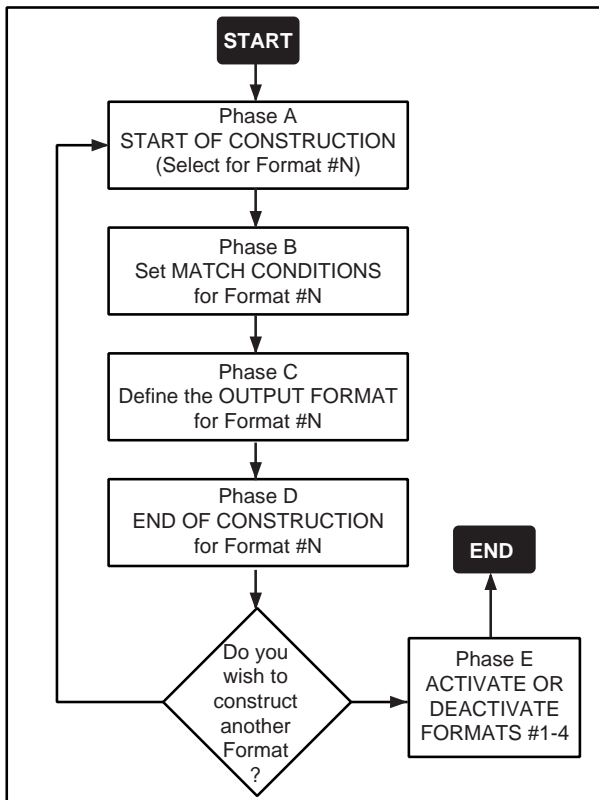 START
Phase A
START OF CONSTRUCTION
(Select for Format #N)
Phase B
Set MATCH CONDITIONS
for Format #N
Phase C
Define the OUTPUT FORMAT
for Format #N
Phase D
END OF CONSTRUCTION
for Format #N
Do you
wish to
construct
another
Format
?
Phase E
ACTIVATE OR
DEACTIVATE
FORMATS #1-4
END